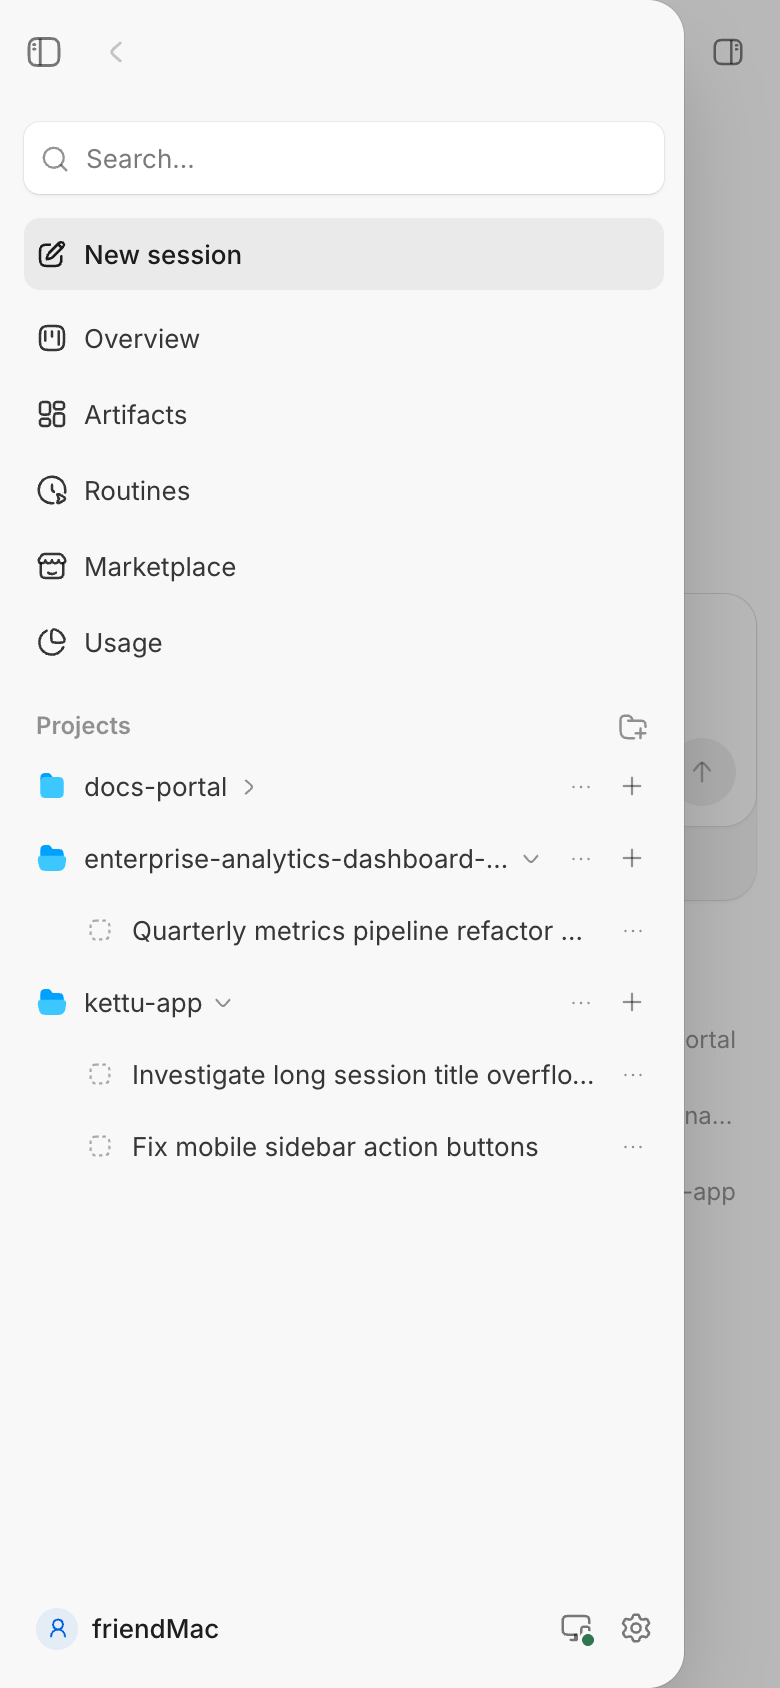 Search...
New session
Overview
Artifacts
Routines
Marketplace
Usage
Projects
docs-portal
enterprise-analytics-dashboard-...
Quarterly metrics pipeline refactor ...
kettu-app
ortal
Investigate long session title overflo...
na...
Fix mobile sidebar action buttons
-app
friendMac